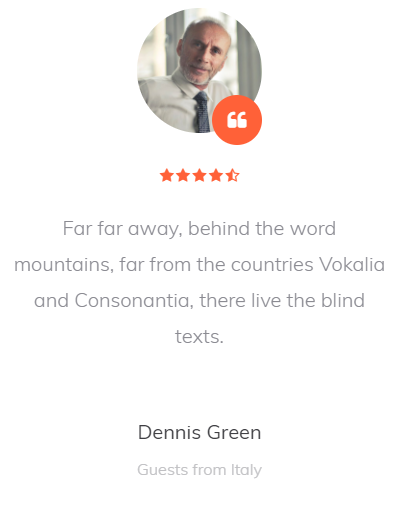 Far far away, behind the word
mountains, far from the countries Vokalia
and Consonantia, there live the blind
texts.
Dennis Green
Guests from Italy